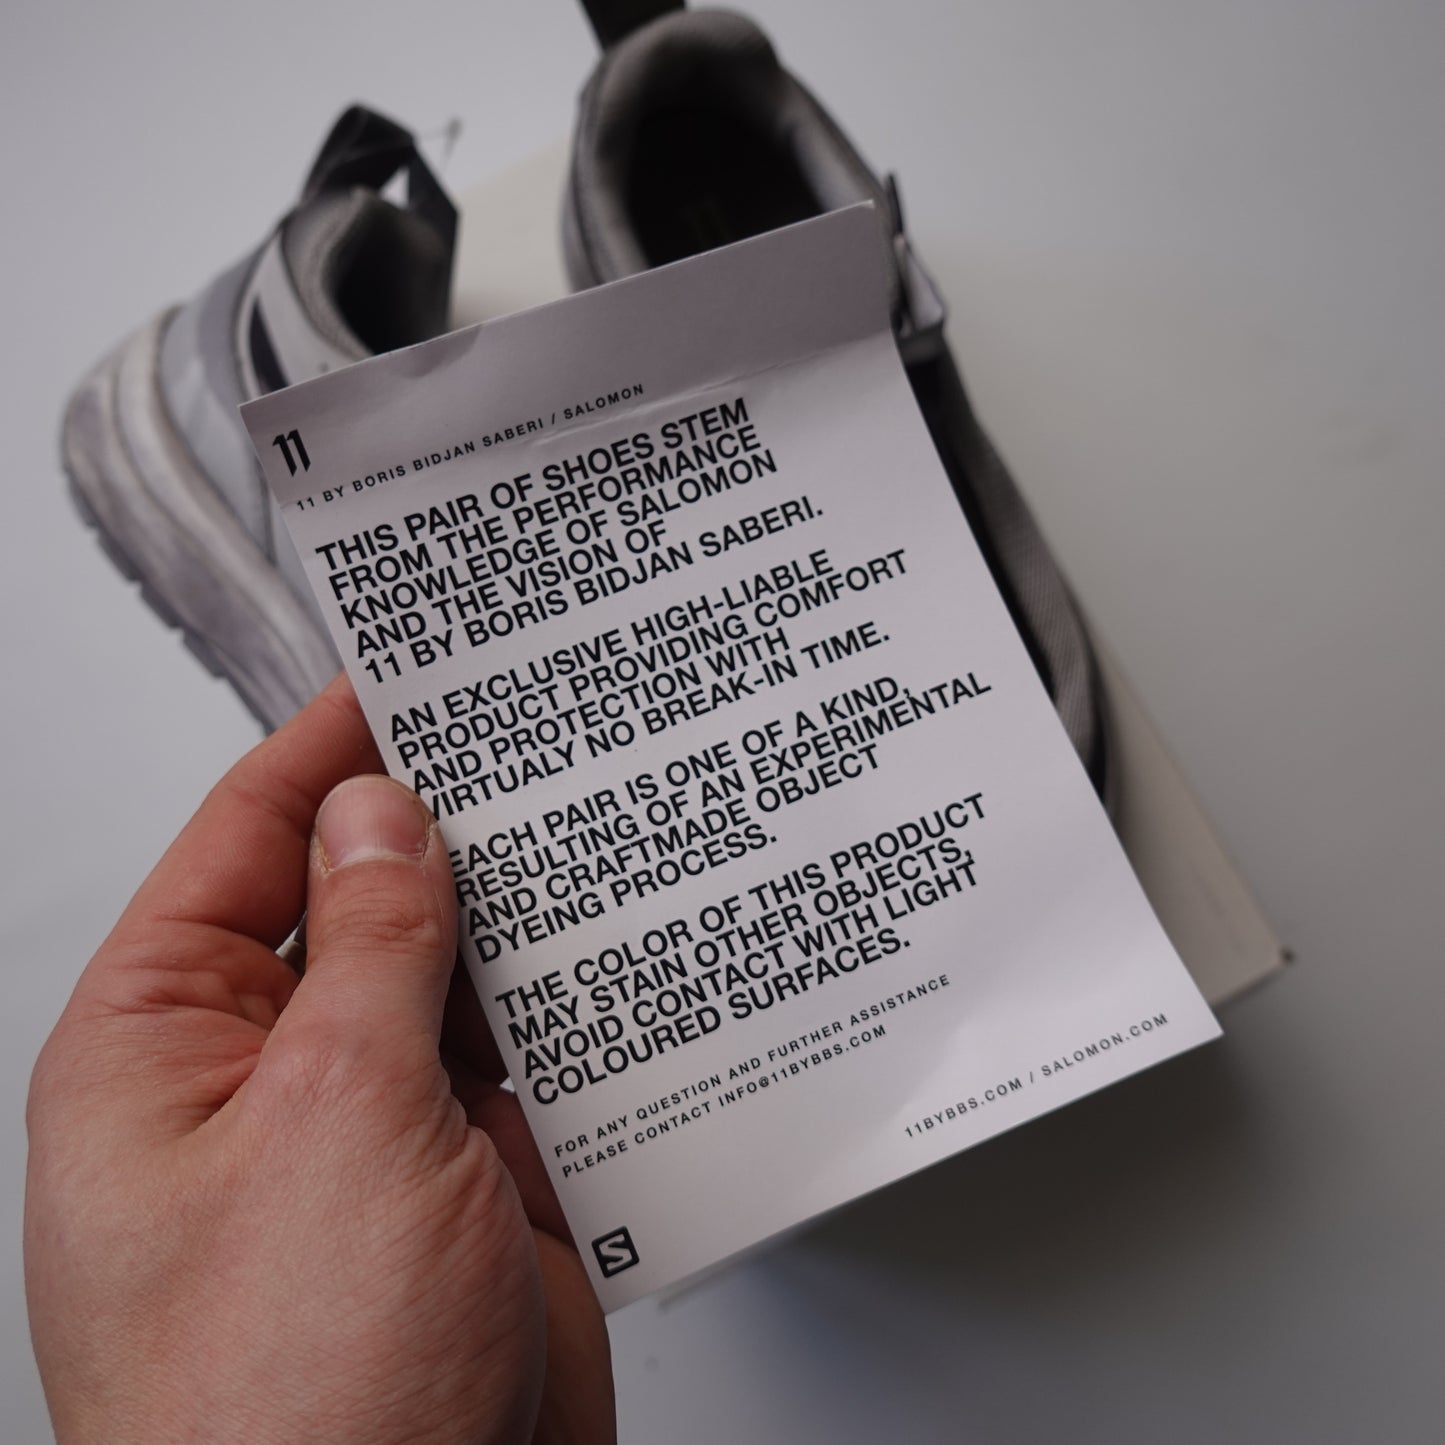 11
11 BY BORIS BIDJAN SABERI / SALOMON
THIS PAIR OF SHOES STEM
FROM THE PERFORMANCE
KNOWLEDGE OF SALOMON
AND THE VISION OF
11 BY BORIS BIDJAN SABERI.
AN EXCLUSIVE HIGH-LIABLE
PRODUCT PROVIDING COMFORT
AND PROTECTION WITH
VIRTUALY NO BREAK-IN TIME.
EACH PAIR IS ONE OF A KIND,
RESULTING OF AN EXPERIMENTAL
AND CRAFTMADE OBJECT
DYEING PROCESS.
THE COLOR OF THIS PRODUCT
MAY STAIN OTHER OBJECTS,
AVOID CONTACT WITH LIGHT
COLOURED SURFACES.
FOR ANY QUESTION AND FURTHER ASSISTANCE
PLEASE CONTACT INFO@11BYBBS.COM
11BYBBS.COM / SALOMON.COM
S